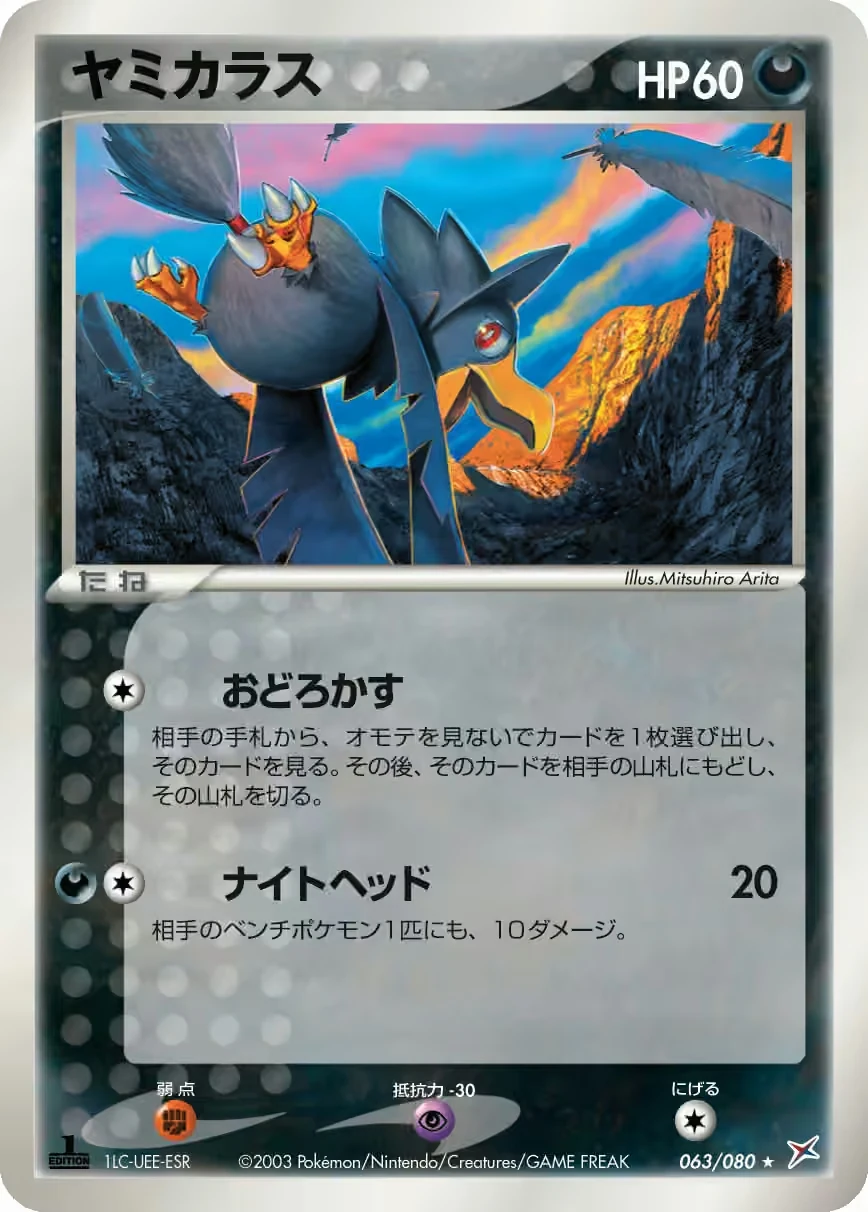 ヤミカラス HP60
たね Illus.Mitsuhiro Arita
おどろかす
相手の手札から、オモテを見ないでカードを1枚選び出し、
そのカードを見る。その後、そのカードを相手の山札にもどし、
その山札を切る。
ナイトヘッド 20
相手のベンチポケモン1匹にも、10ダメージ。
弱点 抵抗力 -30 にげる
1 EDITION 1LC-UEE-ESR ©2003 Pokémon/Nintendo/Creatures/GAME FREAK 063/080 ★